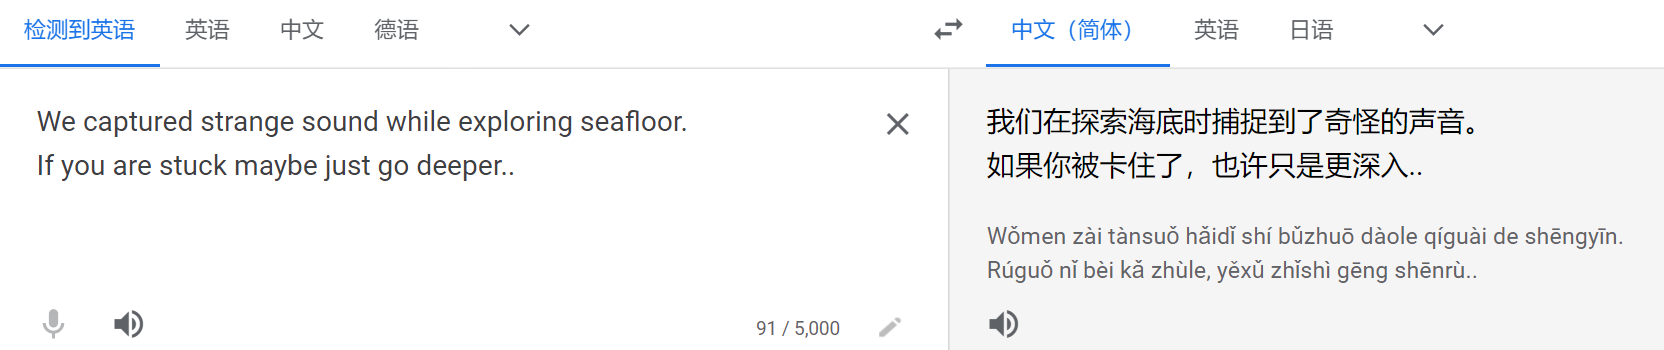 检测到英语 英语 中文 德语 中文（简体） 英语 日语
We captured strange sound while exploring seafloor.
If you are stuck maybe just go deeper..
91 / 5,000
我们在探索海底时捕捉到了奇怪的声音。
如果你被卡住了，也许只是更深入..
Wǒmen zài tànsuǒ hǎidǐ shí bǔzhuō dàole qíguài de shēngyīn.
Rúguǒ nǐ bèi kǎ zhùle, yěxǔ zhǐshì gēng shēnrù..